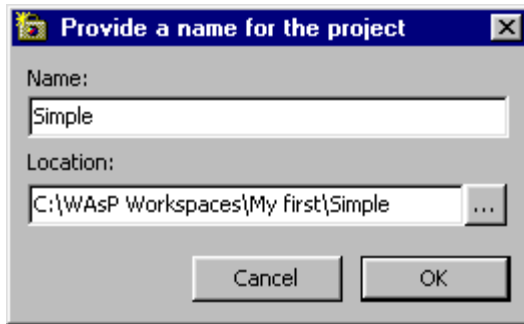 Provide a name for the project
Name:
Simple
Location:
C:\WAsP Workspaces\My first\Simple
...
Cancel
OK